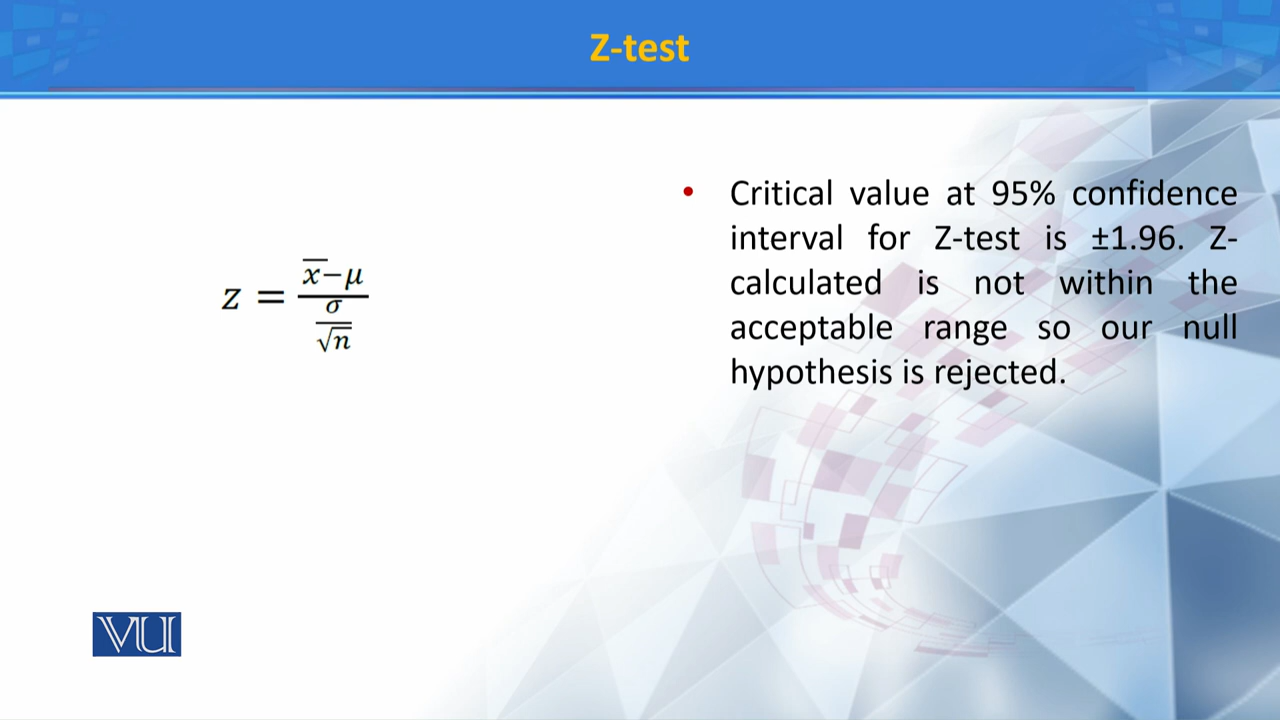 Z-test
z = (x̅−μ)/(σ/√n)
• Critical value at 95% confidence
interval for Z-test is ±1.96. Z-
calculated is not within the
acceptable range so our null
hypothesis is rejected.
VU